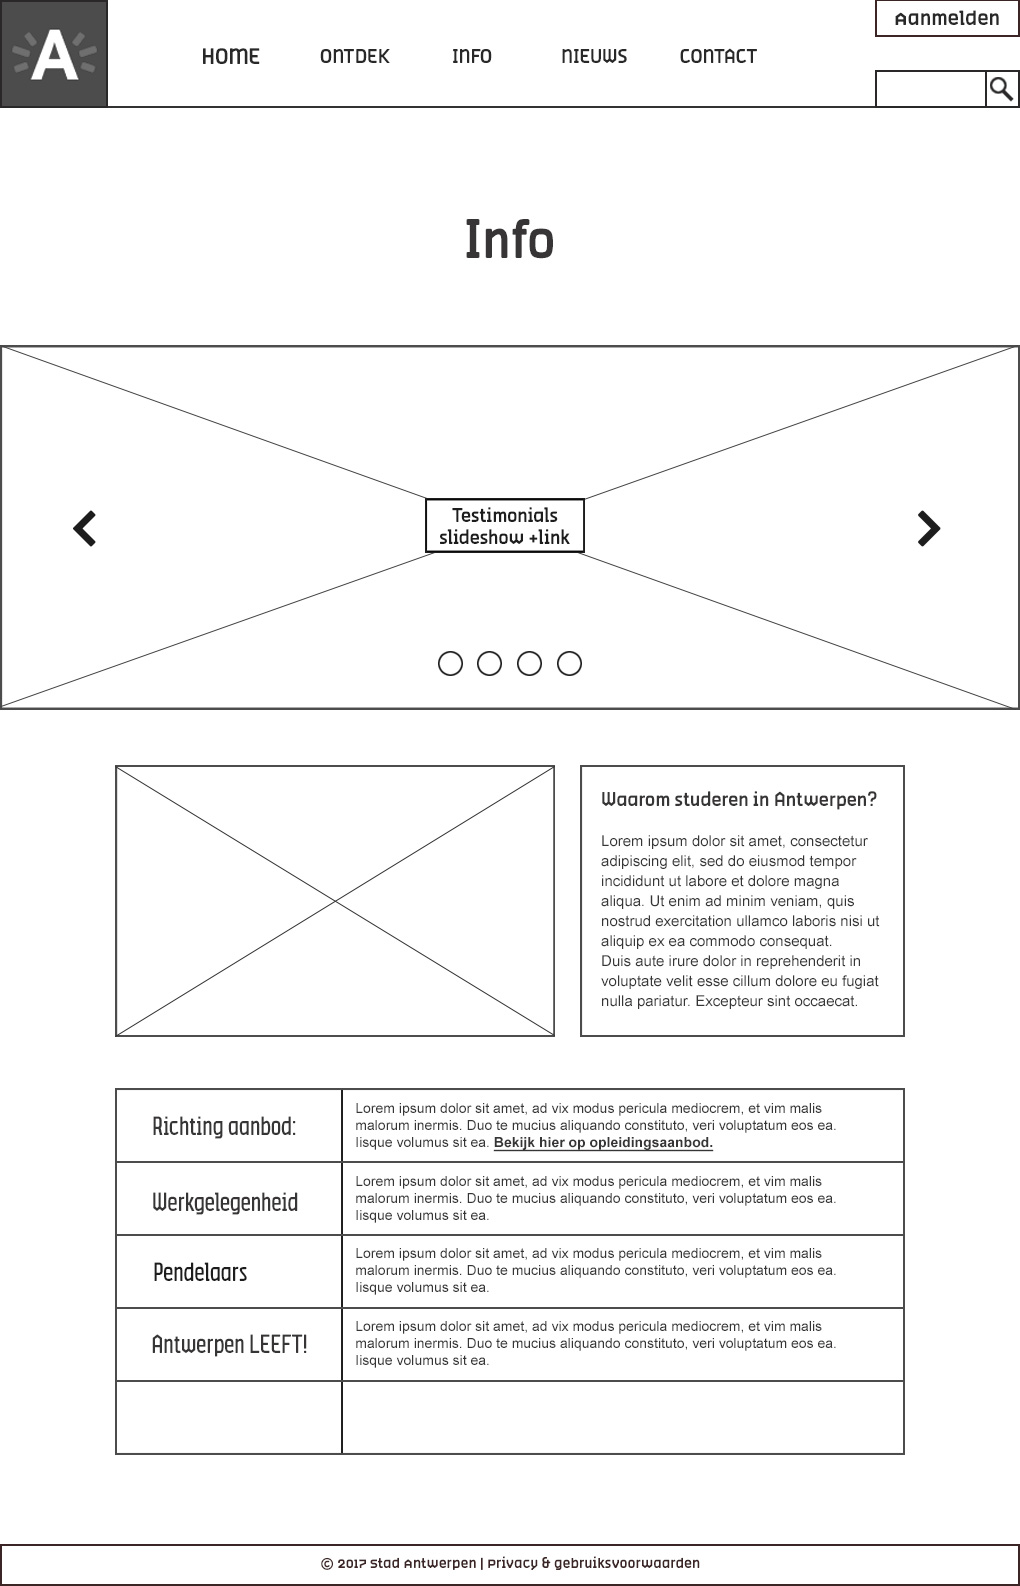 A
HOME
ONTDEK
INFO
NIEUWS
CONTACT
Aanmelden
Info
Testimonials
slideshow +link
Waarom studeren in Antwerpen?
Lorem ipsum dolor sit amet, consectetur
adipiscing elit, sed do eiusmod tempor
incididunt ut labore et dolore magna
aliqua. Ut enim ad minim veniam, quis
nostrud exercitation ullamco laboris nisi ut
aliquip ex ea commodo consequat.
Duis aute irure dolor in reprehenderit in
voluptate velit esse cillum dolore eu fugiat
nulla pariatur. Excepteur sint occaecat.
Richting aanbod:
Lorem ipsum dolor sit amet, ad vix modus pericula mediocrem, et vim malis
malorum inermis. Duo te mucius aliquando constituto, veri voluptatum eos ea.
Iisque volumus sit ea. Bekijk hier op opleidingsaanbod.
Werkgelegenheid
Lorem ipsum dolor sit amet, ad vix modus pericula mediocrem, et vim malis
malorum inermis. Duo te mucius aliquando constituto, veri voluptatum eos ea.
Iisque volumus sit ea.
Pendelaars
Lorem ipsum dolor sit amet, ad vix modus pericula mediocrem, et vim malis
malorum inermis. Duo te mucius aliquando constituto, veri voluptatum eos ea.
Iisque volumus sit ea.
Antwerpen LEEFT!
Lorem ipsum dolor sit amet, ad vix modus pericula mediocrem, et vim malis
malorum inermis. Duo te mucius aliquando constituto, veri voluptatum eos ea.
Iisque volumus sit ea.
© 2017 Stad Antwerpen | Privacy & gebruiksvoorwaarden